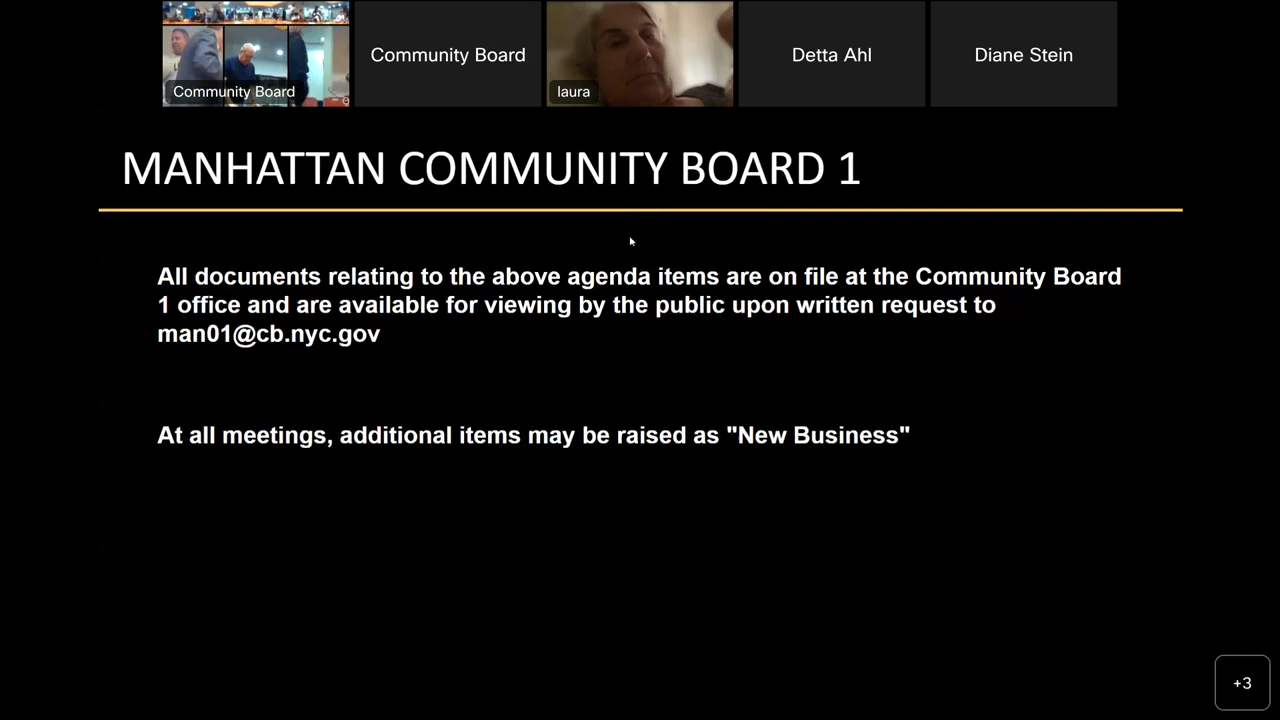 Community Board
Community Board
laura
Detta Ahl
Diane Stein
MANHATTAN COMMUNITY BOARD 1
All documents relating to the above agenda items are on file at the Community Board
1 office and are available for viewing by the public upon written request to
man01@cb.nyc.gov
At all meetings, additional items may be raised as "New Business"
+3